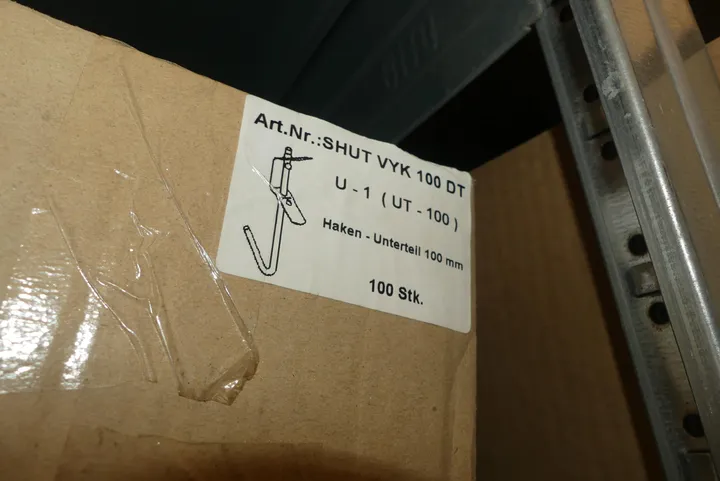 Art.Nr.:SHUT VYK 100 DT
U - 1 ( UT - 100 )
Haken - Unterteil 100 mm
100 Stk.